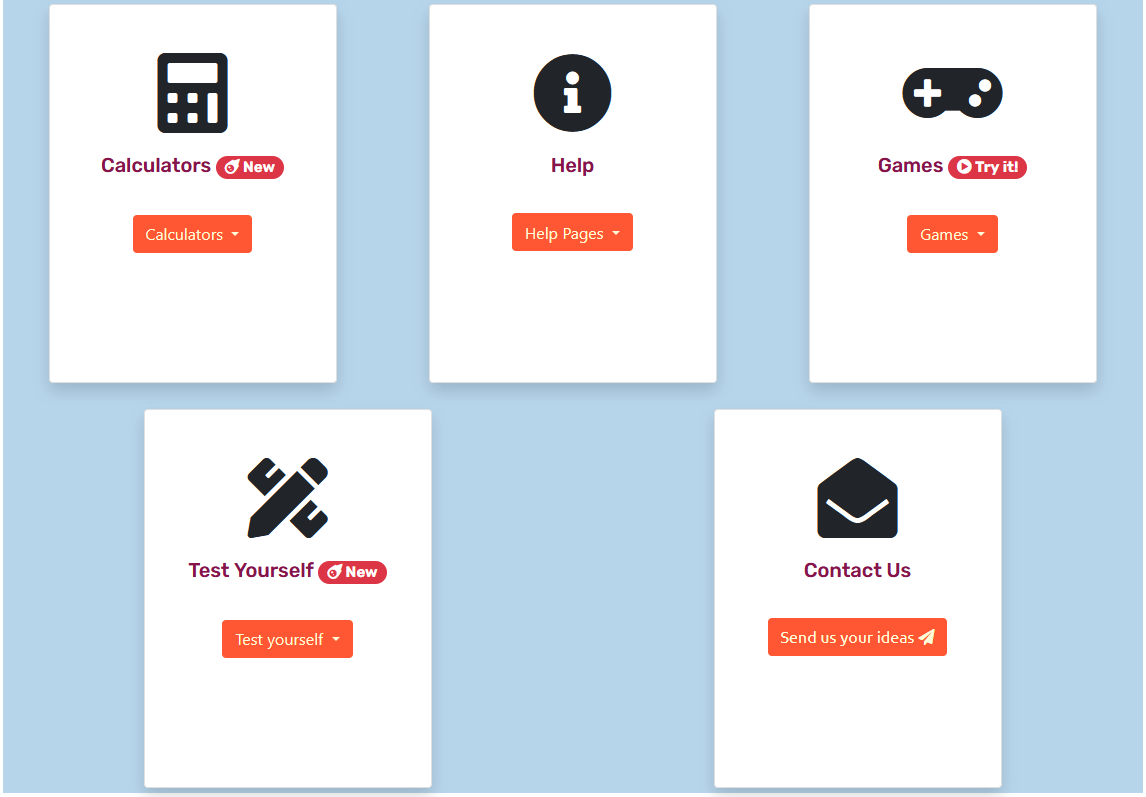 Calculators New
Help
Games Try it!
Calculators
Help Pages
Games
Test Yourself New
Contact Us
Test yourself
Send us your ideas